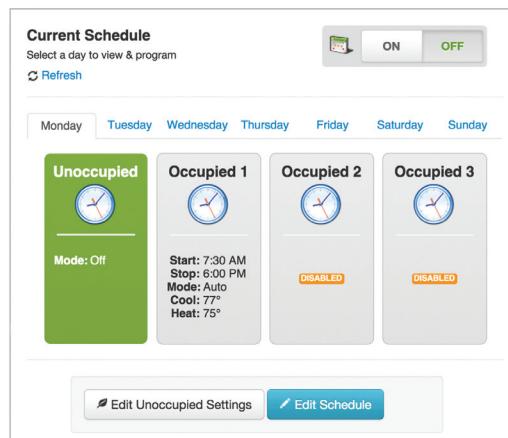 Current Schedule
Select a day to view & program
Refresh
ON OFF
Monday Tuesday Wednesday Thursday Friday Saturday Sunday
Unoccupied
Mode: Off
Occupied 1
Start: 7:30 AM
Stop: 6:00 PM
Mode: Auto
Cool: 77°
Heat: 75°
Occupied 2
DISABLED
Occupied 3
DISABLED
Edit Unoccupied Settings Edit Schedule